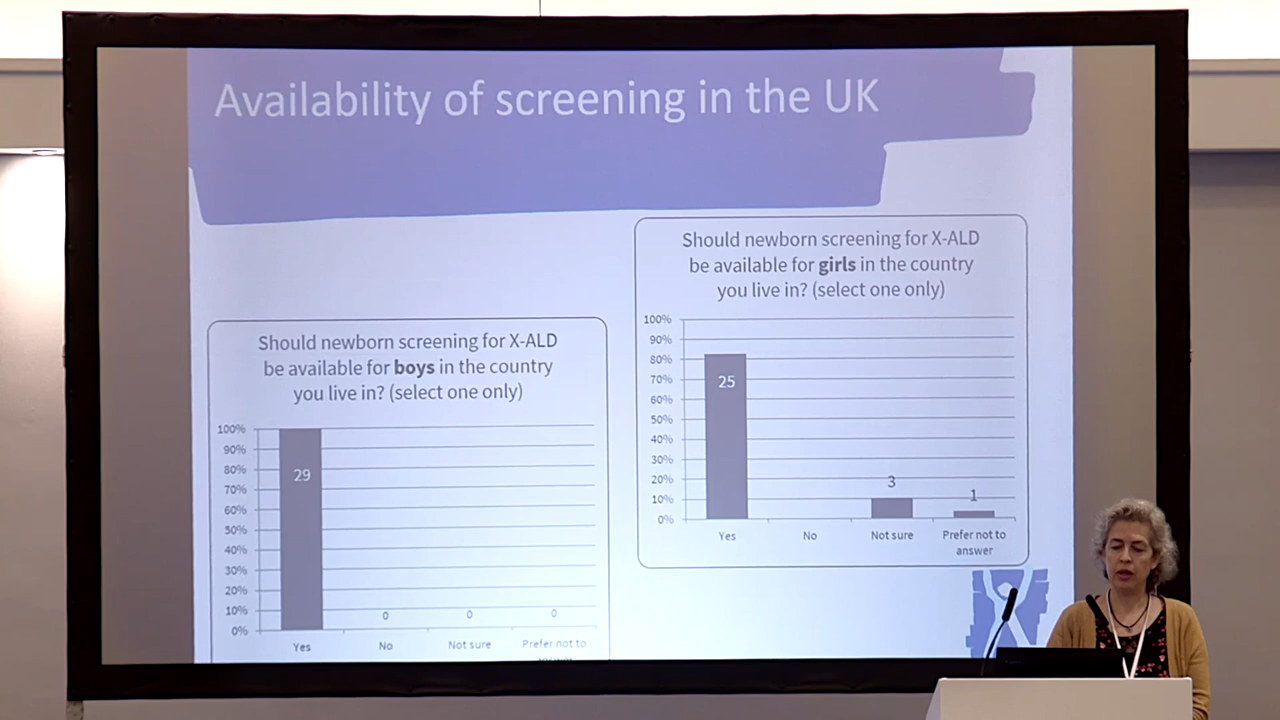 Availability of screening in the UK
Should newborn screening for X-ALD
be available for boys in the country
you live in? (select one only)
100%
90%
80%
70%
60%
50%
40%
30%
20%
10%
0%
29
0
0
0
Yes
No
Not sure
Prefer not to
Should newborn screening for X-ALD
be available for girls in the country
you live in? (select one only)
100%
90%
80%
70%
60%
50%
40%
30%
20%
10%
0%
25
3
1
Yes
No
Not sure
Prefer not to
answer